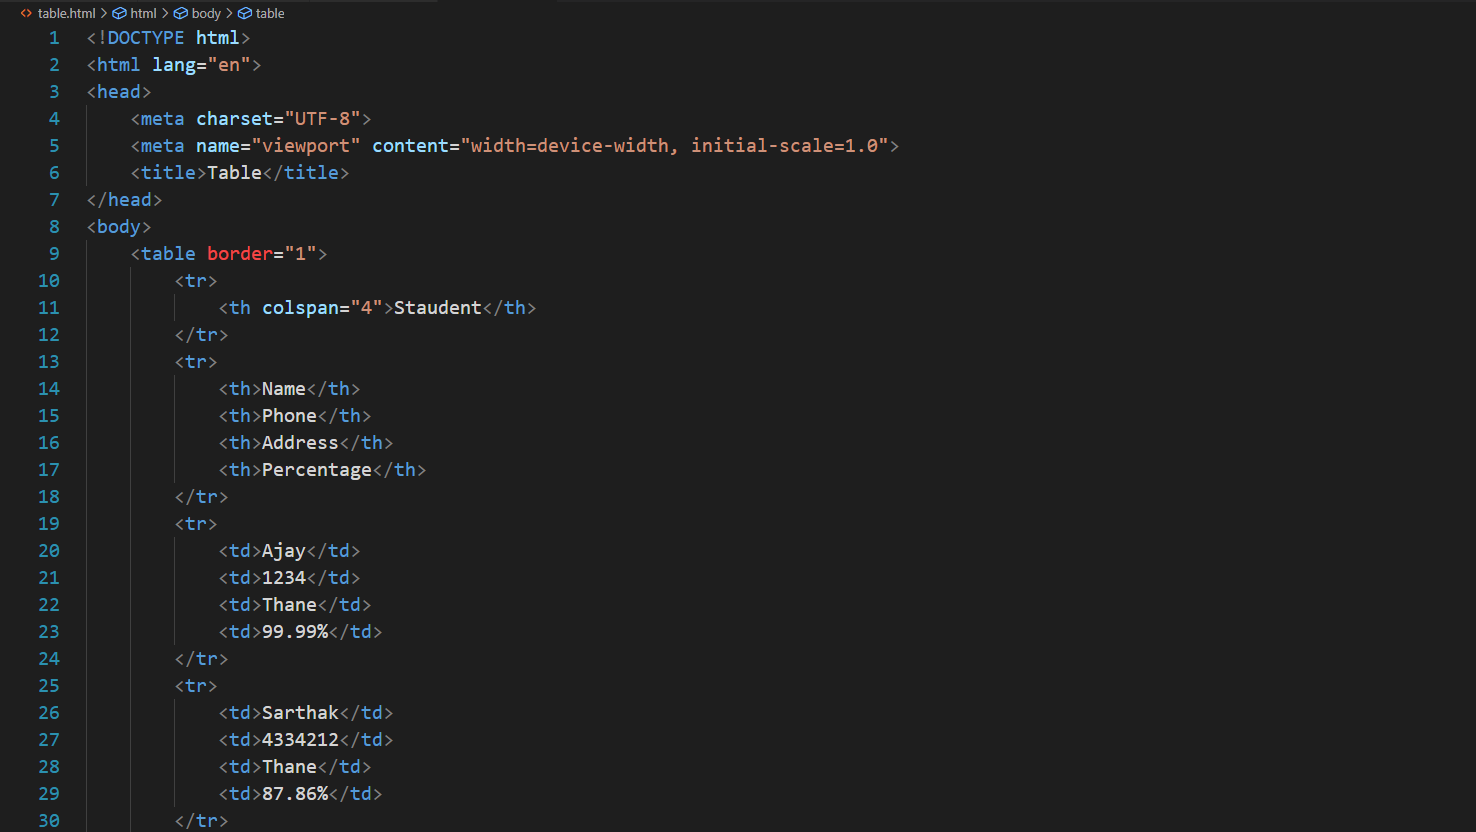 table.html > html > body > table
1 <!DOCTYPE html>
2 <html lang="en">
3 <head>
4     <meta charset="UTF-8">
5     <meta name="viewport" content="width=device-width, initial-scale=1.0">
6     <title>Table</title>
7 </head>
8 <body>
9     <table border="1">
10         <tr>
11             <th colspan="4">Staudent</th>
12         </tr>
13         <tr>
14             <th>Name</th>
15             <th>Phone</th>
16             <th>Address</th>
17             <th>Percentage</th>
18         </tr>
19         <tr>
20             <td>Ajay</td>
21             <td>1234</td>
22             <td>Thane</td>
23             <td>99.99%</td>
24         </tr>
25         <tr>
26             <td>Sarthak</td>
27             <td>4334212</td>
28             <td>Thane</td>
29             <td>87.86%</td>
30         </tr>